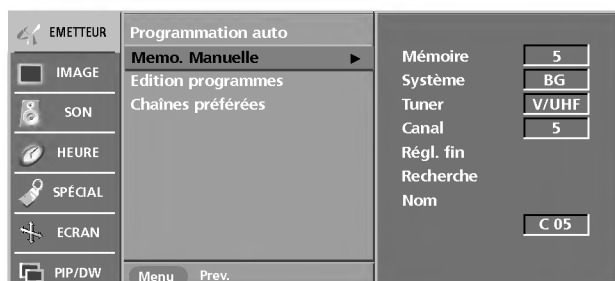 EMETTEUR
IMAGE
SON
HEURE
SPÉCIAL
ECRAN
PIP/DW
Programmation auto
Memo. Manuelle ►
Edition programmes
Chaînes préférées
Menu Prev.
Mémoire 5
Système BG
Tuner V/UHF
Canal 5
Régl. fin
Recherche
Nom
C 05